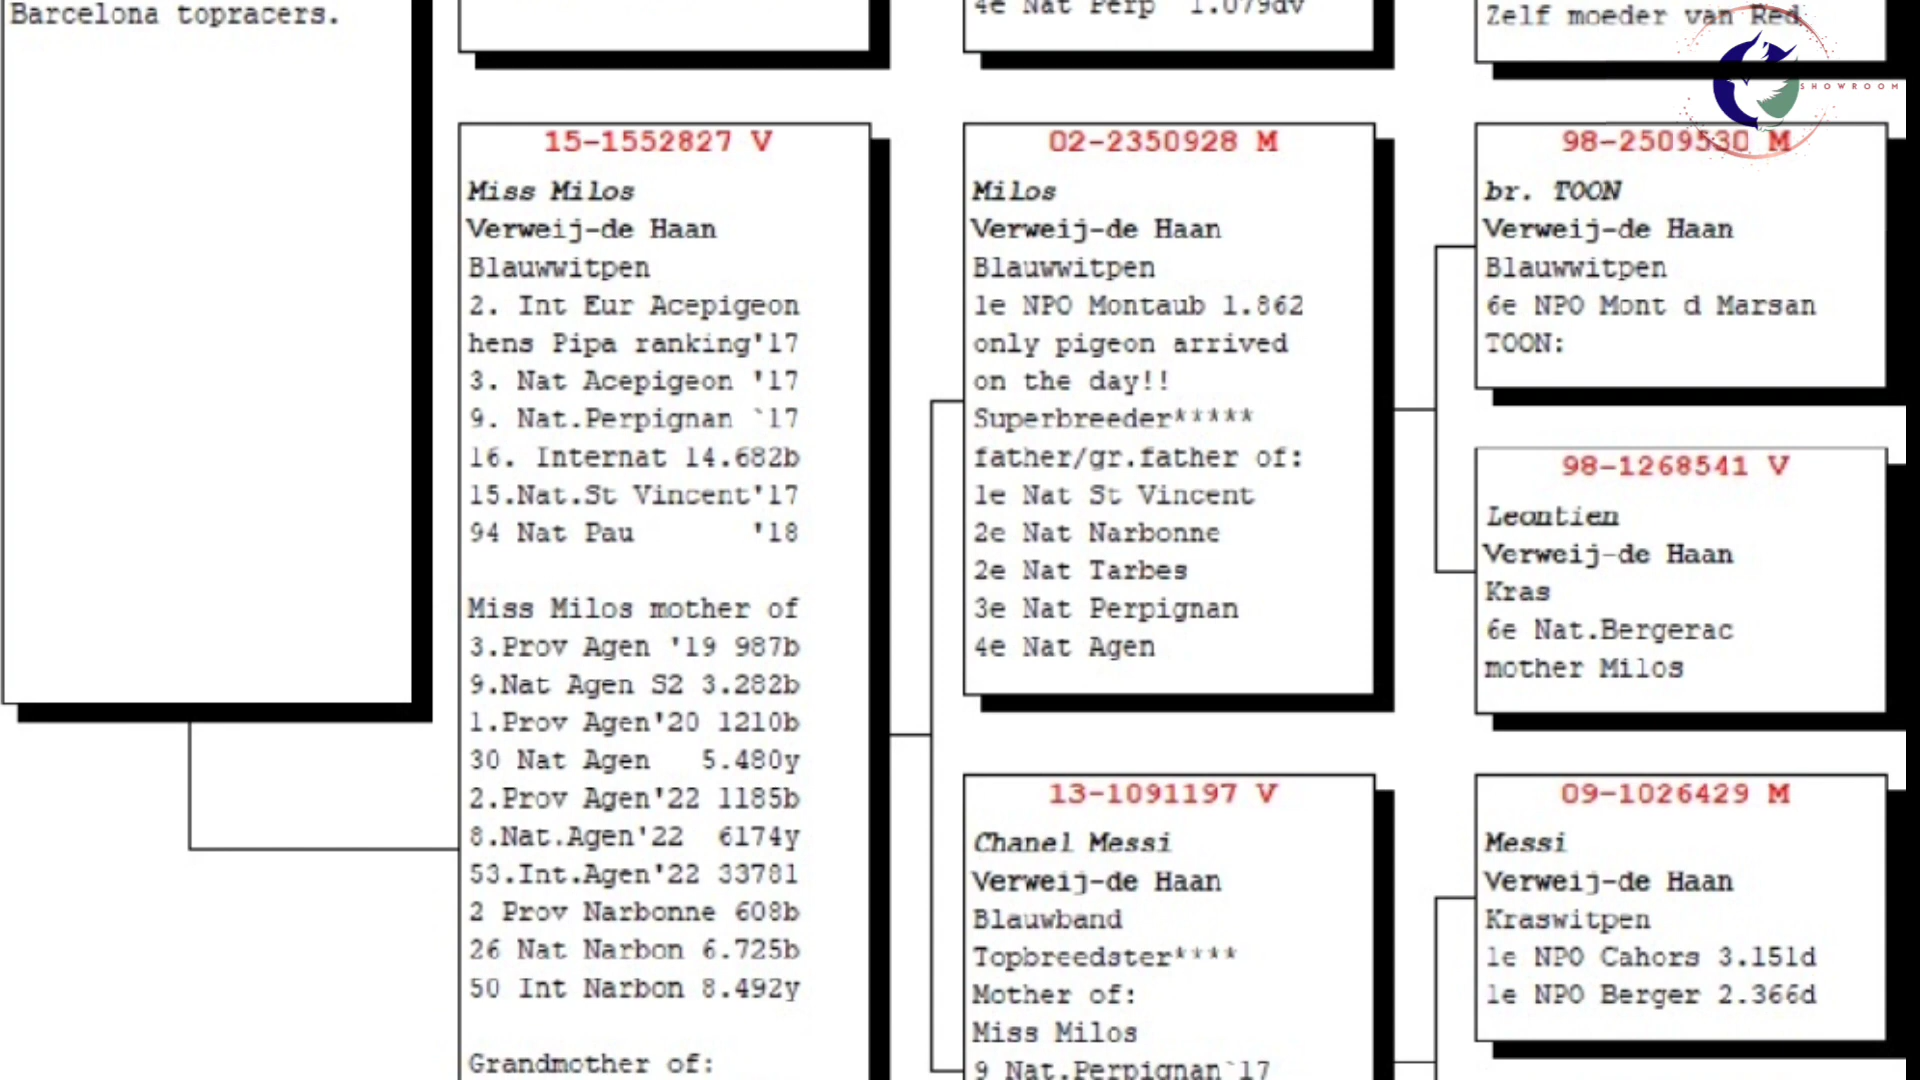 Barcelona topracers.
4e Nat Perp 1.079dv
Zelf moeder van Red
SHOWROOM
15-1552827 V
Miss Milos
Verweij-de Haan
Blauwwitpen
2. Int Eur Acepigeon
hens Pipa ranking'17
3. Nat Acepigeon '17
9. Nat.Perpignan `17
16. Internat 14.682b
15.Nat.St Vincent'17
94 Nat Pau '18
Miss Milos mother of
3.Prov Agen '19 987b
9.Nat Agen S2 3.282b
1.Prov Agen'20 1210b
30 Nat Agen 5.480y
2.Prov Agen'22 1185b
8.Nat.Agen'22 6174y
53.Int.Agen'22 33781
2 Prov Narbonne 608b
26 Nat Narbon 6.725b
50 Int Narbon 8.492y
Grandmother of:
02-2350928 M
Milos
Verweij-de Haan
Blauwwitpen
1e NPO Montaub 1.862
only pigeon arrived
on the day!!
Superbreeder*****
father/gr.father of:
1e Nat St Vincent
2e Nat Narbonne
2e Nat Tarbes
3e Nat Perpignan
4e Nat Agen
13-1091197 V
Chanel Messi
Verweij-de Haan
Blauwband
Topbreedster****
Mother of:
Miss Milos
9 Nat.Perpignan`17
98-2509530 M
br. TOON
Verweij-de Haan
Blauwwitpen
6e NPO Mont d Marsan
TOON:
98-1268541 V
Leontien
Verweij-de Haan
Kras
6e Nat.Bergerac
mother Milos
09-1026429 M
Messi
Verweij-de Haan
Kraswitpen
1e NPO Cahors 3.151d
1e NPO Berger 2.366d